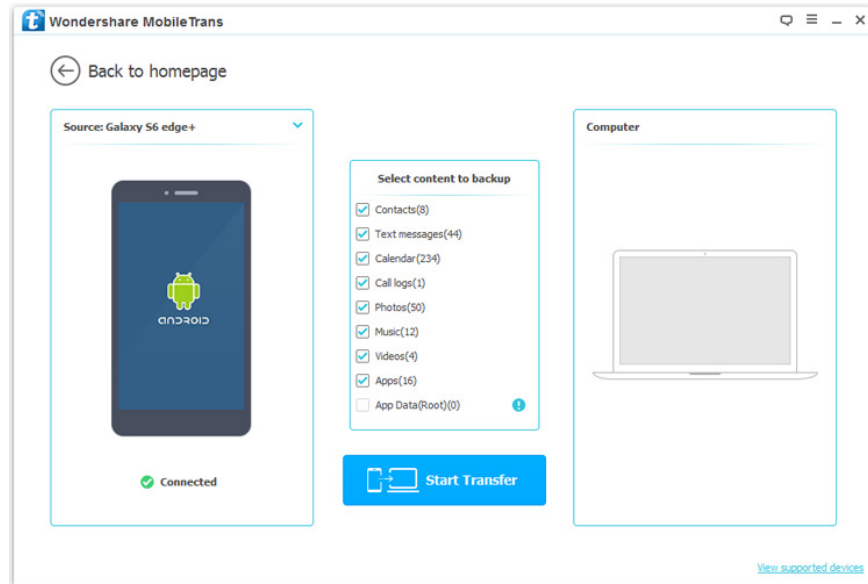 Wondershare MobileTrans
Back to homepage
Source: Galaxy S6 edge+
android
Connected
Select content to backup
Contacts(8)
Text messages(44)
Calendar(234)
Call logs(1)
Photos(50)
Music(12)
Videos(4)
Apps(16)
App Data(Root)(0)
Start Transfer
Computer
View supported devices